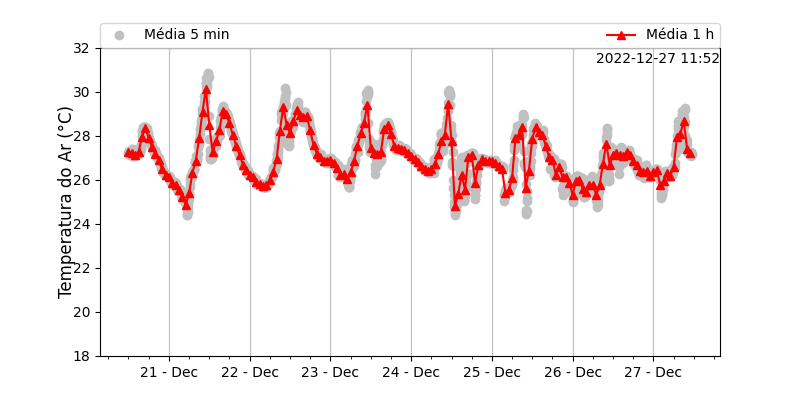 Média 5 min
Média 1 h
2022-12-27 11:52
Temperatura do Ar (°C)
32
30
28
26
24
22
20
18
21 - Dec
22 - Dec
23 - Dec
24 - Dec
25 - Dec
26 - Dec
27 - Dec